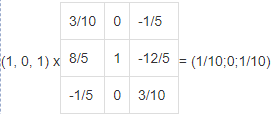 3/10 0 -1/5
(1, 0, 1) x 8/5 1 -12/5 = (1/10;0;1/10)
-1/5 0 3/10